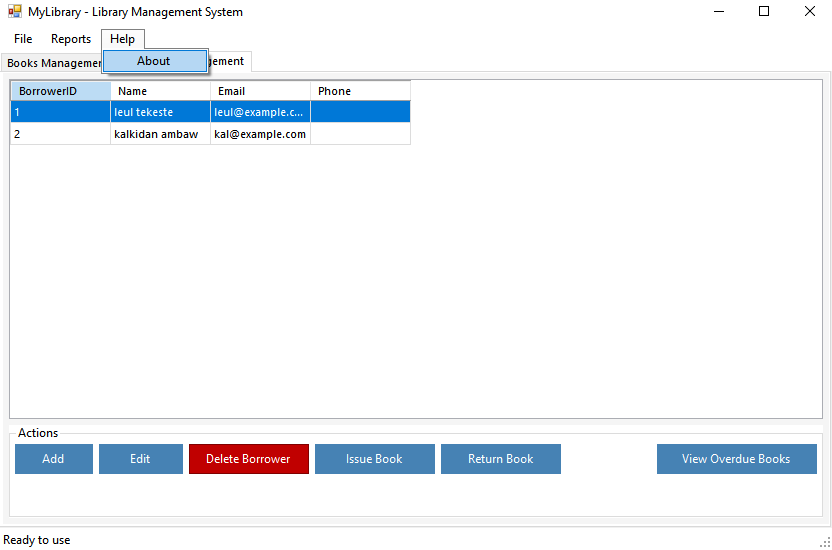 MyLibrary - Library Management System
File Reports Help
About
Books Managemen gement
BorrowerID Name Email Phone
1 leul tekeste leul@example.c...
2 kalkidan ambaw kal@example.com
Actions
Add Edit Delete Borrower Issue Book Return Book View Overdue Books
Ready to use